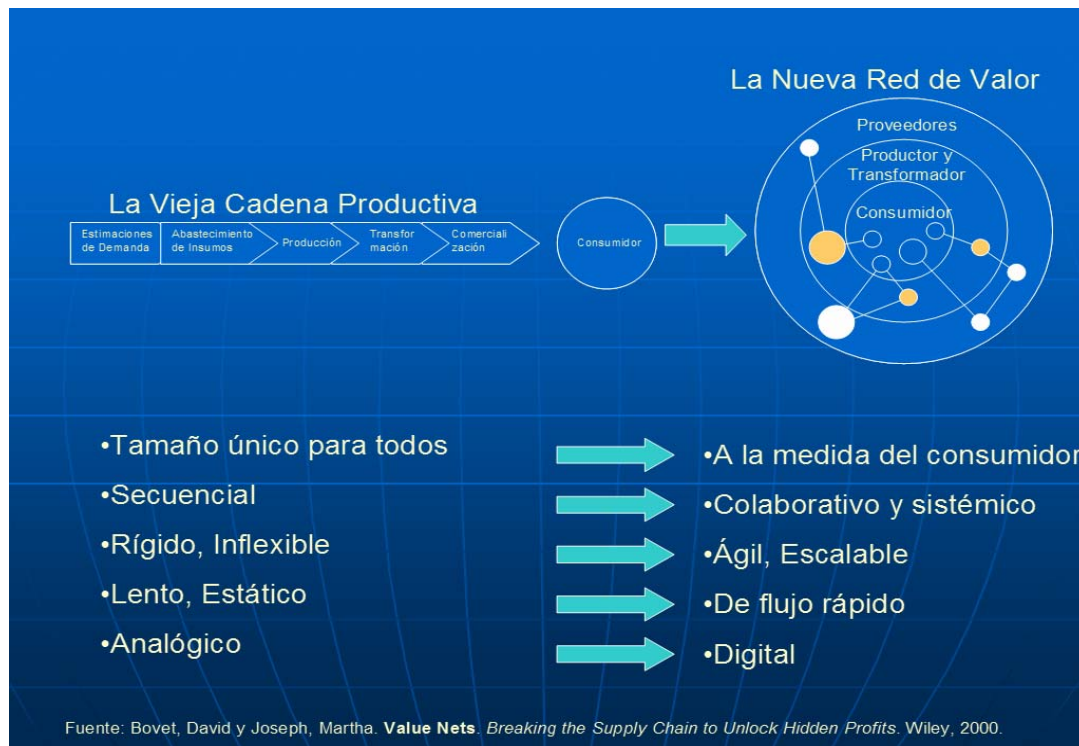 La Nueva Red de Valor
Proveedores
Productor y
Transformador
Consumidor
La Vieja Cadena Productiva
Estimaciones
de Demanda
Abastecimiento
de Insumos
Producción
Transfor
mación
Comerciali
zación
Consumidor
•Tamaño único para todos
•A la medida del consumidor
•Secuencial
•Colaborativo y sistémico
•Rígido, Inflexible
•Ágil, Escalable
•Lento, Estático
•De flujo rápido
•Analógico
•Digital
Fuente: Bovet, David y Joseph, Martha. Value Nets. Breaking the Supply Chain to Unlock Hidden Profits. Wiley, 2000.